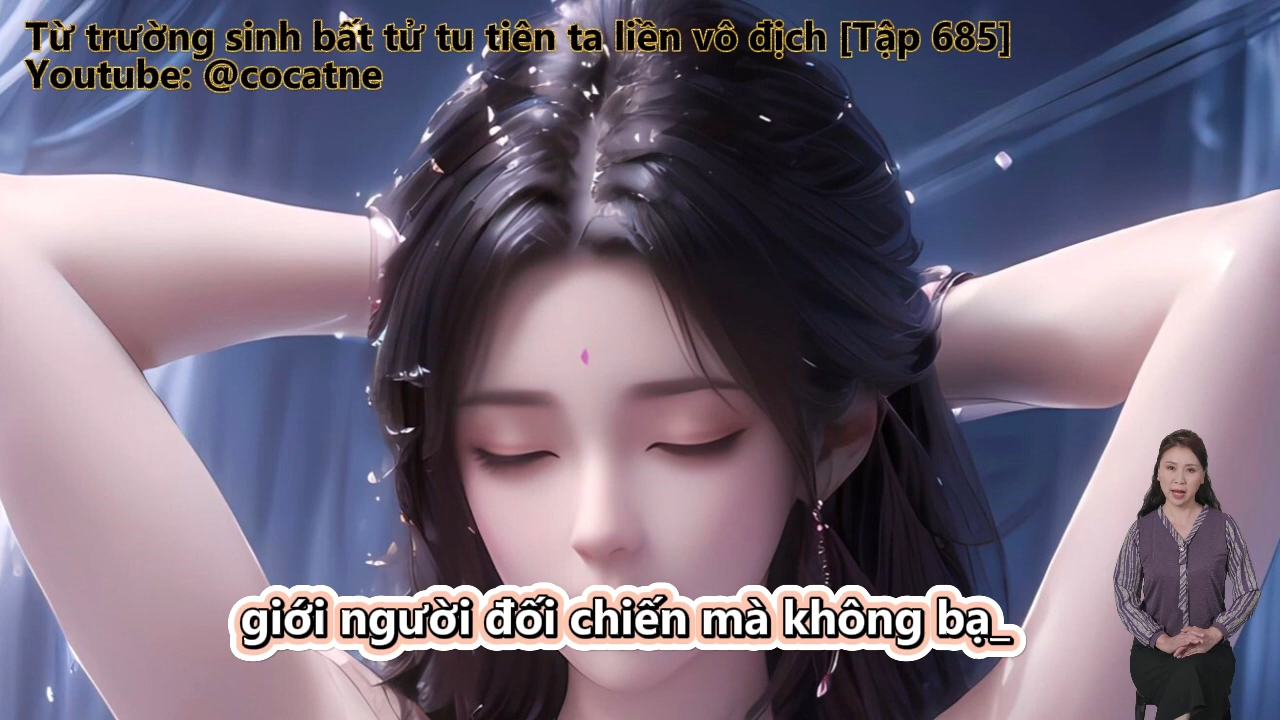 Từ trường sinh bất tử tu tiên ta liền vô địch [Tập 685]
Youtube: @cocatne
giới người đối chiến mà không bạ_